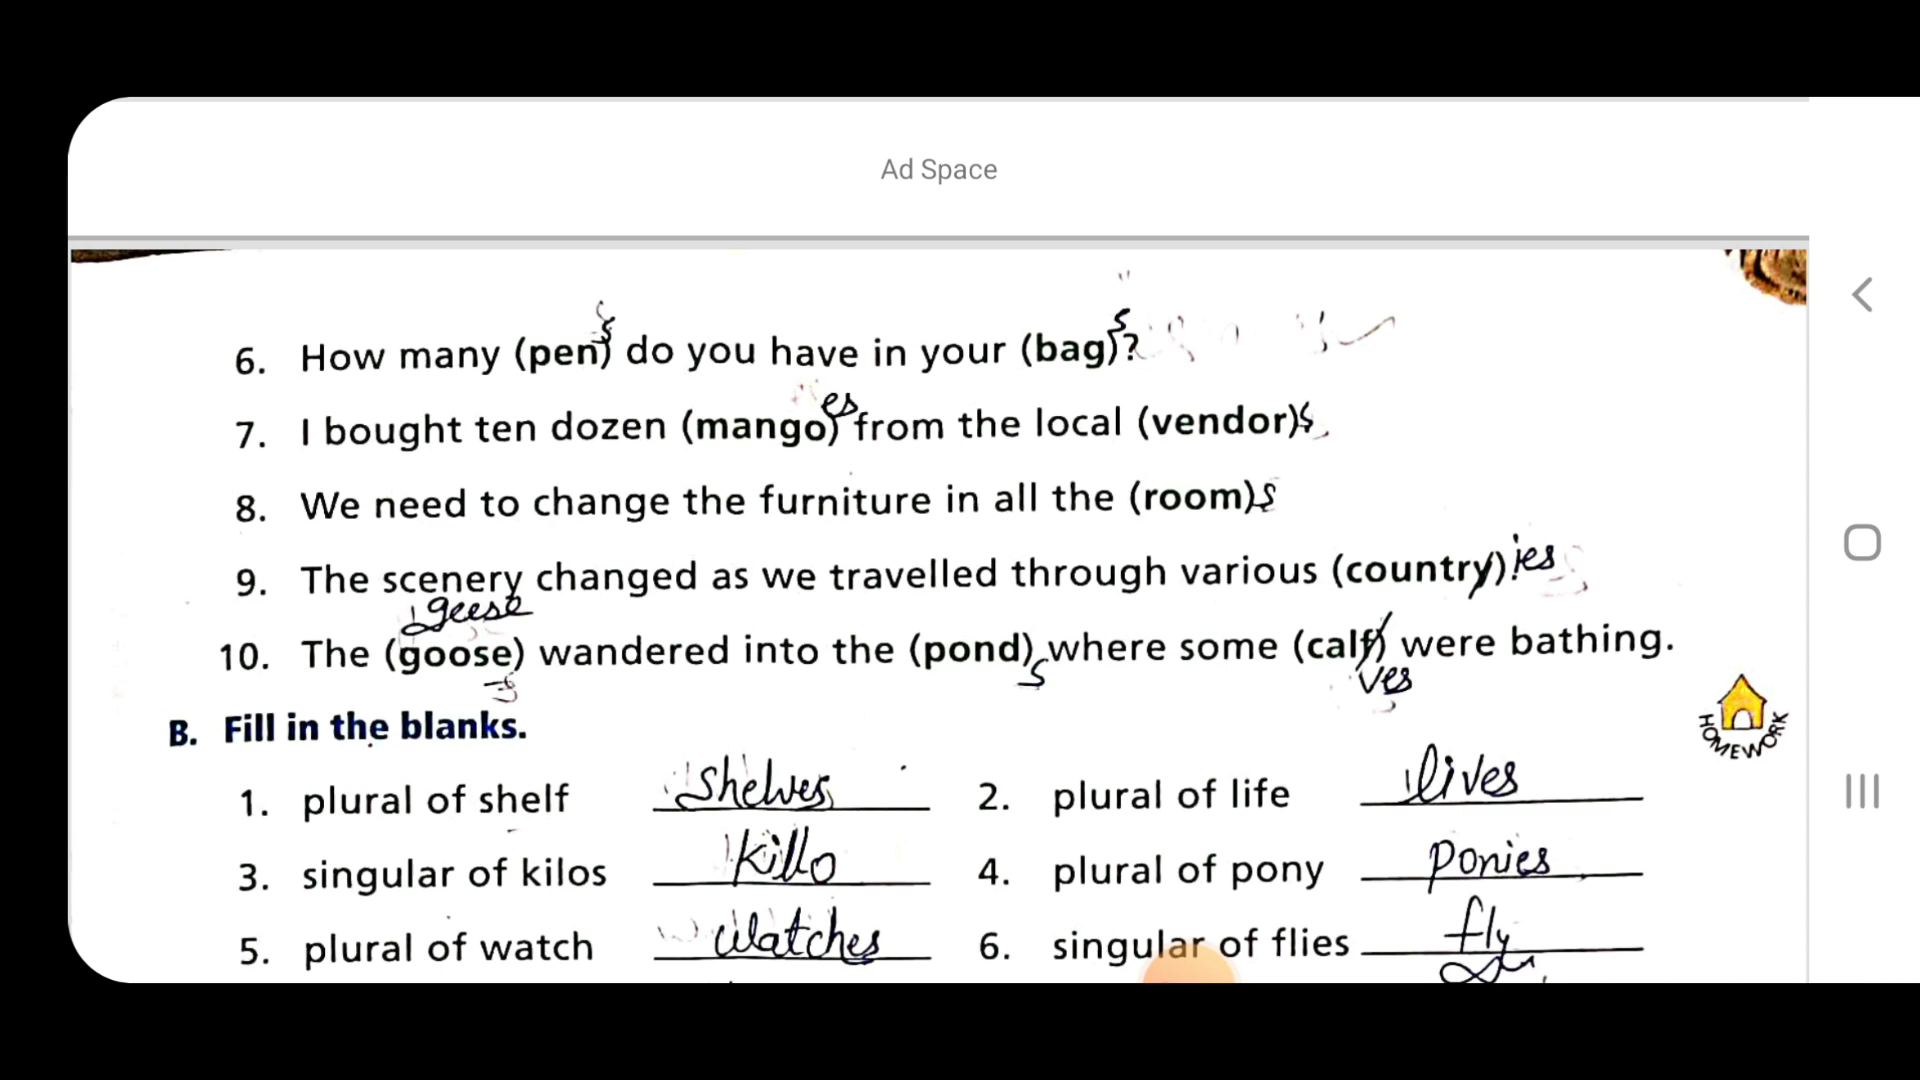 Ad Space
6. How many (pen)s do you have in your (bag)s?
7. I bought ten dozen (mango)es from the local (vendor)s.
8. We need to change the furniture in all the (room)s
9. The scenery changed as we travelled through various (country)ies
geese
10. The (goose) wandered into the (pond)s where some (calf) were bathing.
ves
B. Fill in the blanks.
HOMEWORK
1. plural of shelf shelves 2. plural of life lives
3. singular of kilos killo 4. plural of pony ponies
5. plural of watch watches 6. singular of flies fly